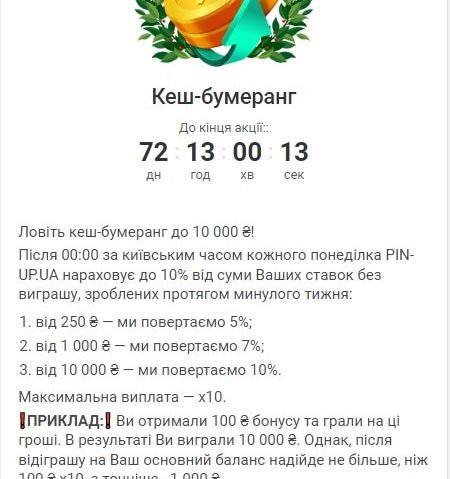 Кеш-бумеранг
До кінця акції::
72 : 13 : 00 : 13
дн год хв сек
Ловіть кеш-бумеранг до 10 000 ₴!
Після 00:00 за київським часом кожного понеділка PIN-
UP.UA нараховує до 10% від суми Ваших ставок без
виграшу, зроблених протягом минулого тижня:
1. від 250 ₴ — ми повертаємо 5%;
2. від 1 000 ₴ — ми повертаємо 7%;
3. від 10 000 ₴ — ми повертаємо 10%.
Максимальна виплата — х10.
❗ПРИКЛАД:❗ Ви отримали 100 ₴ бонусу та грали на ці
гроші. В результаті Ви виграли 10 000 ₴. Однак, після
відіграшу на Ваш основний баланс надійде не більше, ніж
100 ₴ х10, а точніше - 1 000 ₴.